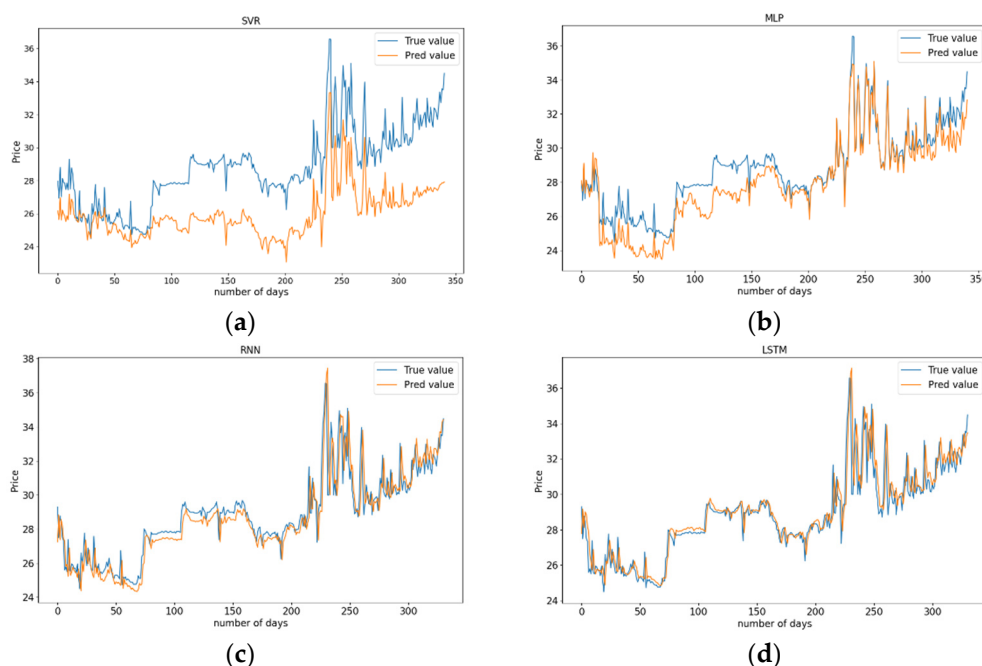 SVR
True value
Pred value
Price
36
34
32
30
28
26
24
0 50 100 150 200 250 300 350
number of days
(a)
MLP
True value
Pred value
Price
36
34
32
30
28
26
24
0 50 100 150 200 250 300 350
number of days
(b)
RNN
True value
Pred value
Price
38
36
34
32
30
28
26
24
0 50 100 150 200 250 300
number of days
(c)
LSTM
True value
Pred value
Price
36
34
32
30
28
26
24
0 50 100 150 200 250 300
number of days
(d)